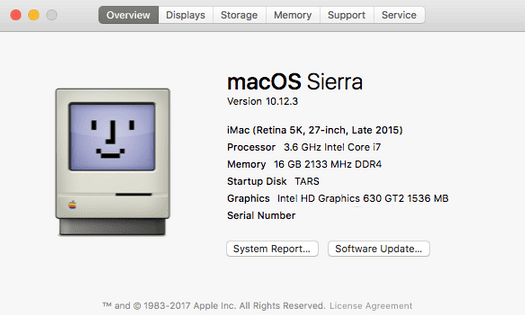 Overview Displays Storage Memory Support Service
macOS Sierra
Version 10.12.3
iMac (Retina 5K, 27-inch, Late 2015)
Processor 3.6 GHz Intel Core i7
Memory 16 GB 2133 MHz DDR4
Startup Disk TARS
Graphics Intel HD Graphics 630 GT2 1536 MB
Serial Number
System Report... Software Update...
™ and © 1983-2017 Apple Inc. All Rights Reserved. License Agreement